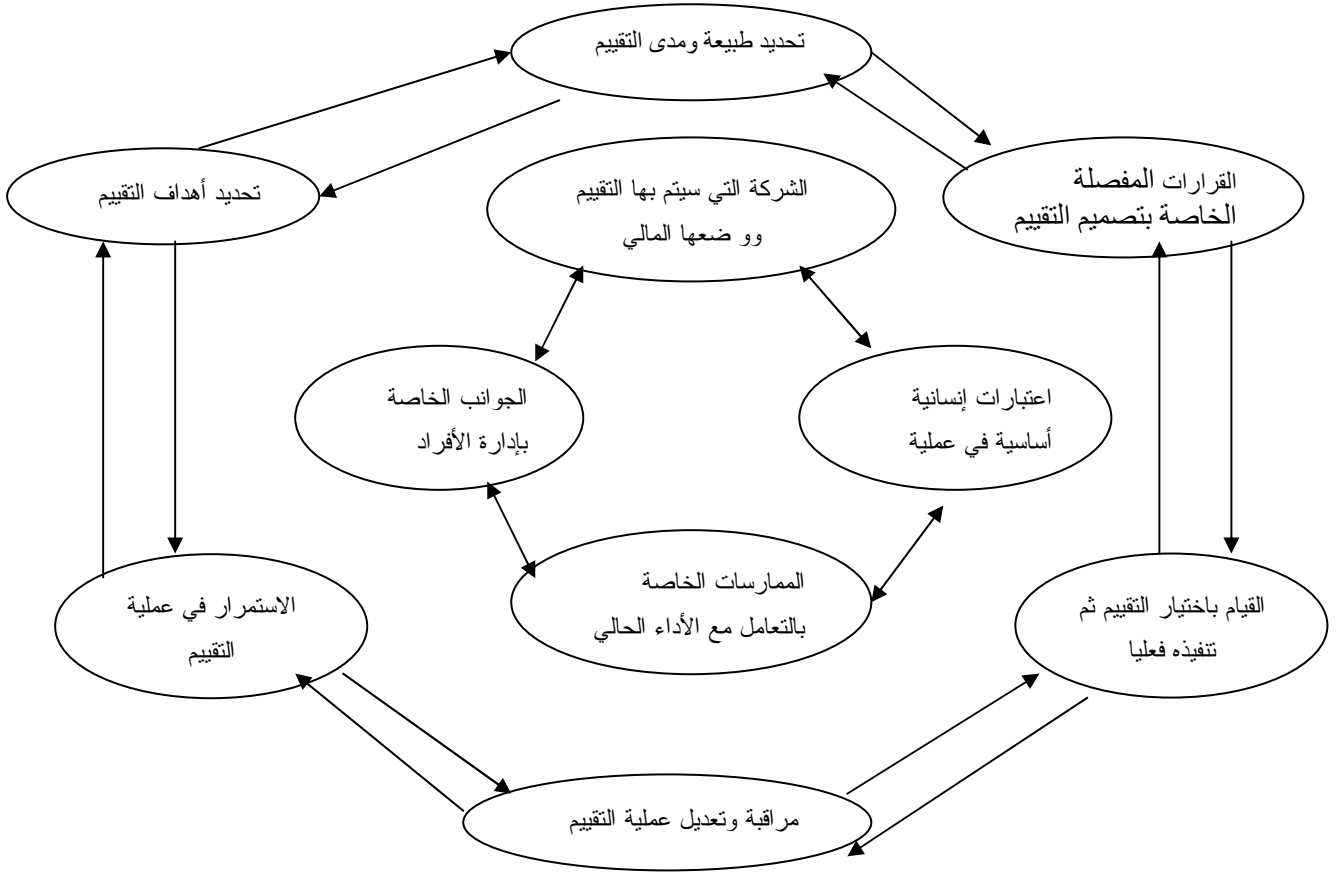 تحديد طبيعة ومدى التقييم
تحديد أهداف التقييم
الشركة التي سيتم بها التقييم
وو ضعها المالي
القرارات المفصلة
الخاصة بتصميم التقييم
الجوانب الخاصة
بإدارة الأفراد
اعتبارات إنسانية
أساسية في عملية
الممارسات الخاصة
بالتعامل مع الأداء الحالي
الاستمرار في عملية
التقييم
القيام باختيار التقييم ثم
تنفيذه فعليا
مراقبة وتعديل عملية التقييم